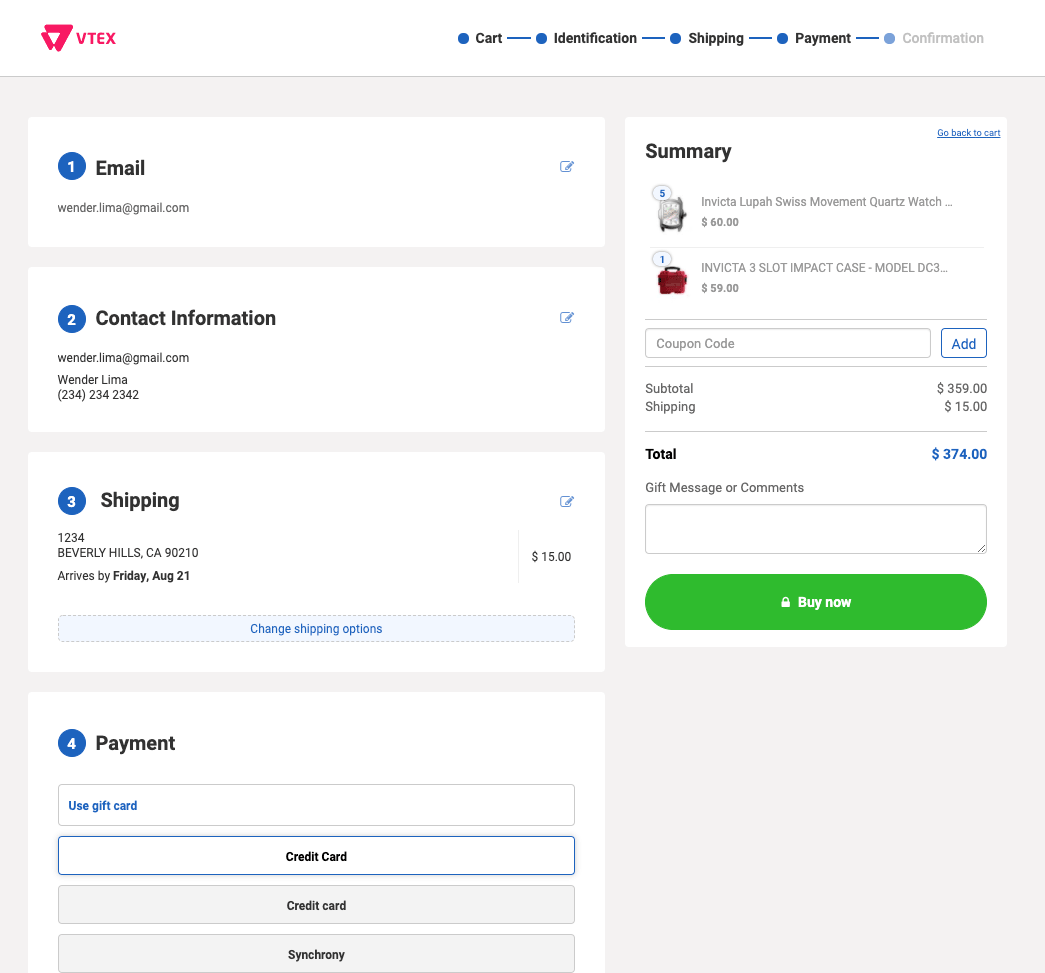 VTEX
Cart
Identification
Shipping
Payment
Confirmation
1 Email
wender.lima@gmail.com
2 Contact Information
wender.lima@gmail.com
Wender Lima
(234) 234 2342
3 Shipping
1234
BEVERLY HILLS, CA 90210
Arrives by Friday, Aug 21
$ 15.00
Change shipping options
4 Payment
Use gift card
Credit Card
Credit card
Synchrony
Go back to cart
Summary
5
Invicta Lupah Swiss Movement Quartz Watch ...
$ 60.00
1
INVICTA 3 SLOT IMPACT CASE - MODEL DC3...
$ 59.00
Coupon Code
Add
Subtotal $ 359.00
Shipping $ 15.00
Total $ 374.00
Gift Message or Comments
Buy now